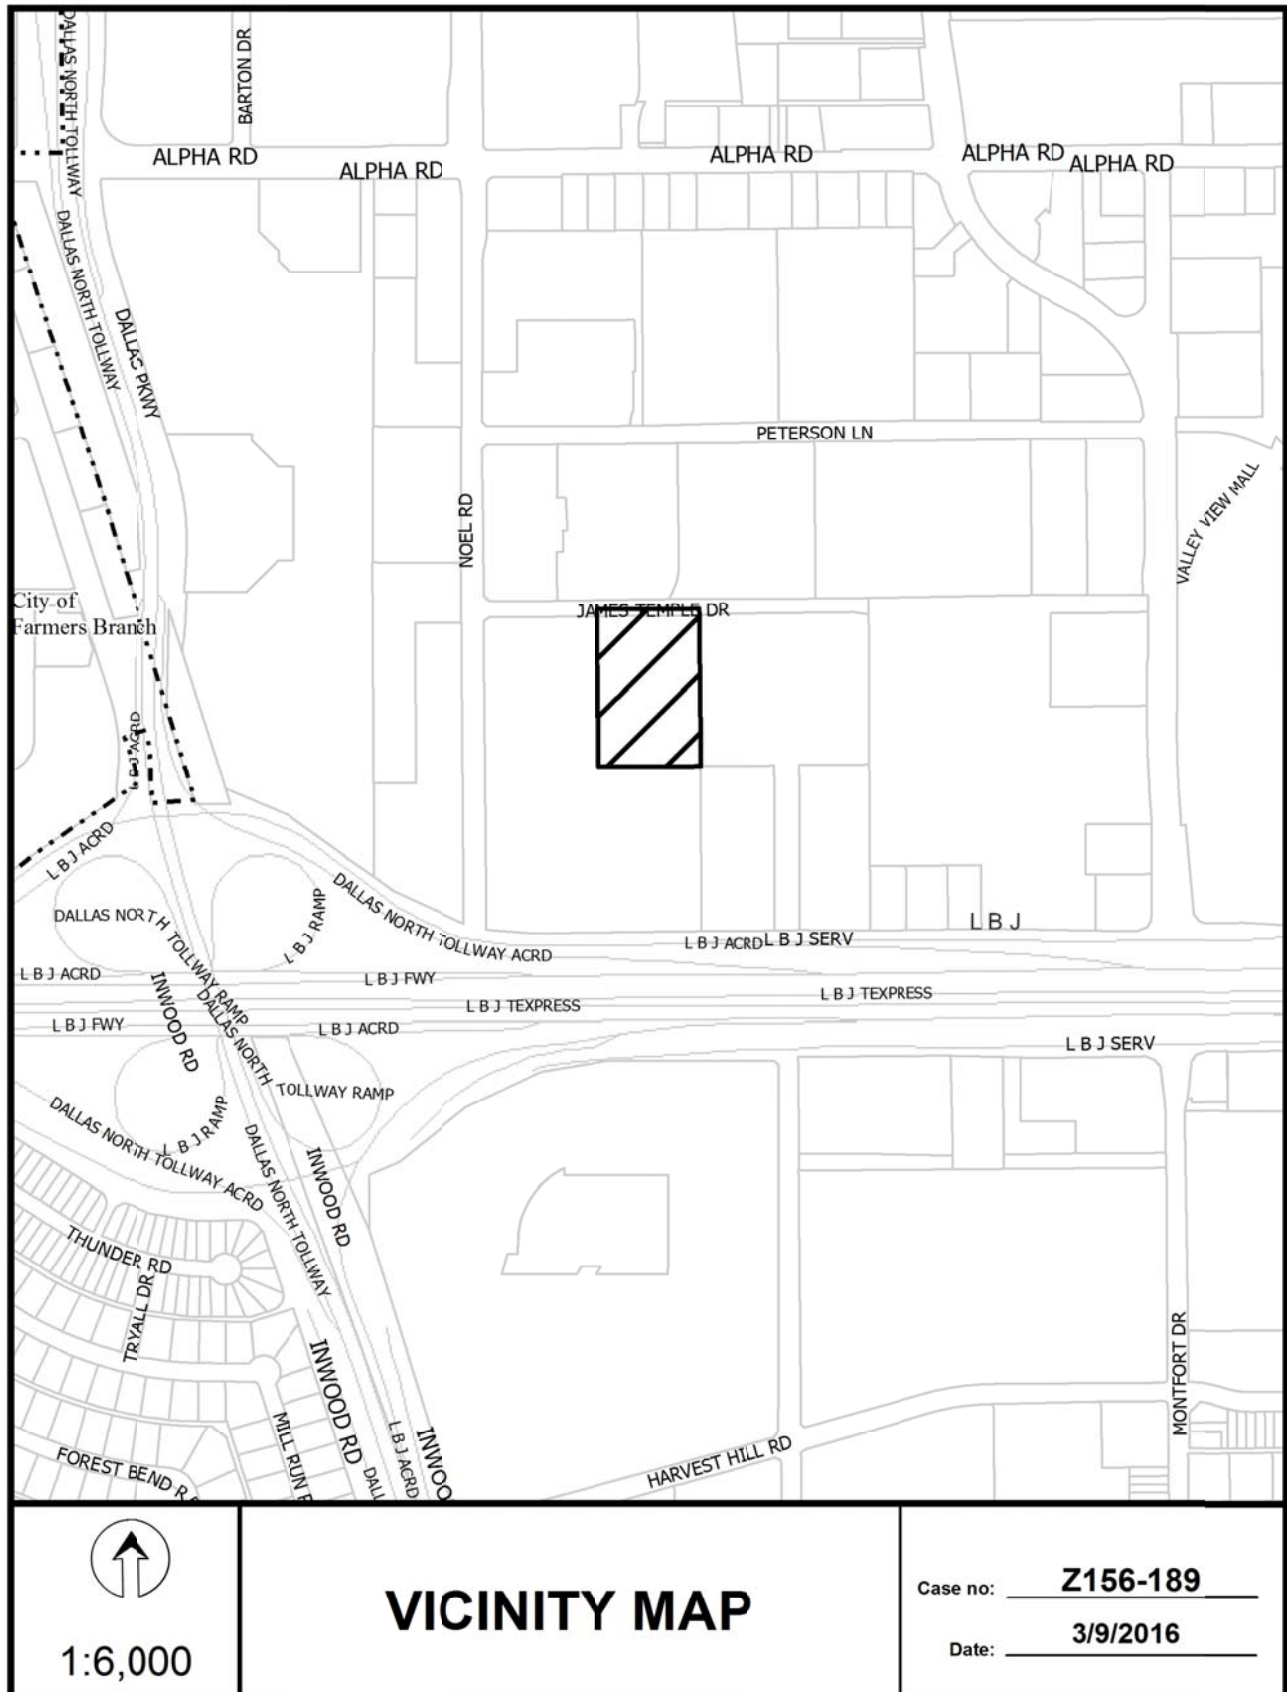 DALLAS NORTH TOLLWAY
BARTON DR
ALPHA RD
ALPHA RD
ALPHA RD
ALPHA RD
ALPHA RD
DALLAS NORTH TOLLWAY
DALLAS PKWY
PETERSON LN
NOEL RD
VALLEY VIEW MALL
City of
Farmers Branch
JAMES TEMPLE DR
L B J ACRD
L B J ACRD
DALLAS NORTH TOLLWAY RAMP
L B J RAMP
DALLAS NORTH TOLLWAY ACRD
L B J ACRD
L B J SERV
L B J
L B J ACRD
L B J FWY
L B J TEXPRESS
L B J TEXPRESS
INWOOD RD
L B J FWY
L B J ACRD
L B J SERV
DALLAS NORTH TOLLWAY RAMP
DALLAS NORTH TOLLWAY ACRD
L B J RAMP
DALLAS NORTH TOLLWAY
INWOOD RD
THUNDER RD
TRYALL DR
INWOOD RD
MONTFORT DR
MILL RUN R
L B J ACRD
INWOO
DALL
HARVEST HILL RD
FOREST BEND R
1:6,000
VICINITY MAP
Case no: Z156-189
Date: 3/9/2016